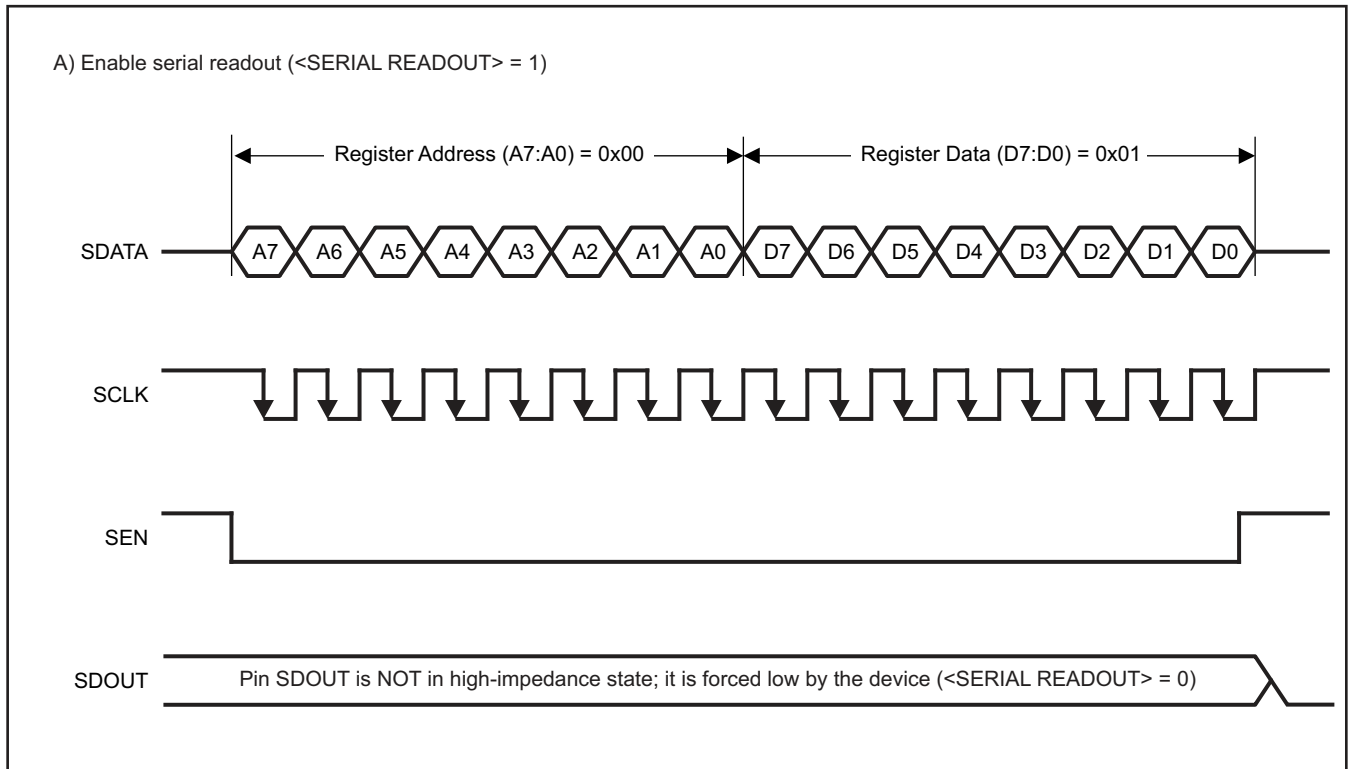 A) Enable serial readout (<SERIAL READOUT> = 1)
Register Address (A7:A0) = 0x00 Register Data (D7:D0) = 0x01
SDATA A7 A6 A5 A4 A3 A2 A1 A0 D7 D6 D5 D4 D3 D2 D1 D0
SCLK
SEN
SDOUT Pin SDOUT is NOT in high-impedance state; it is forced low by the device (<SERIAL READOUT> = 0)